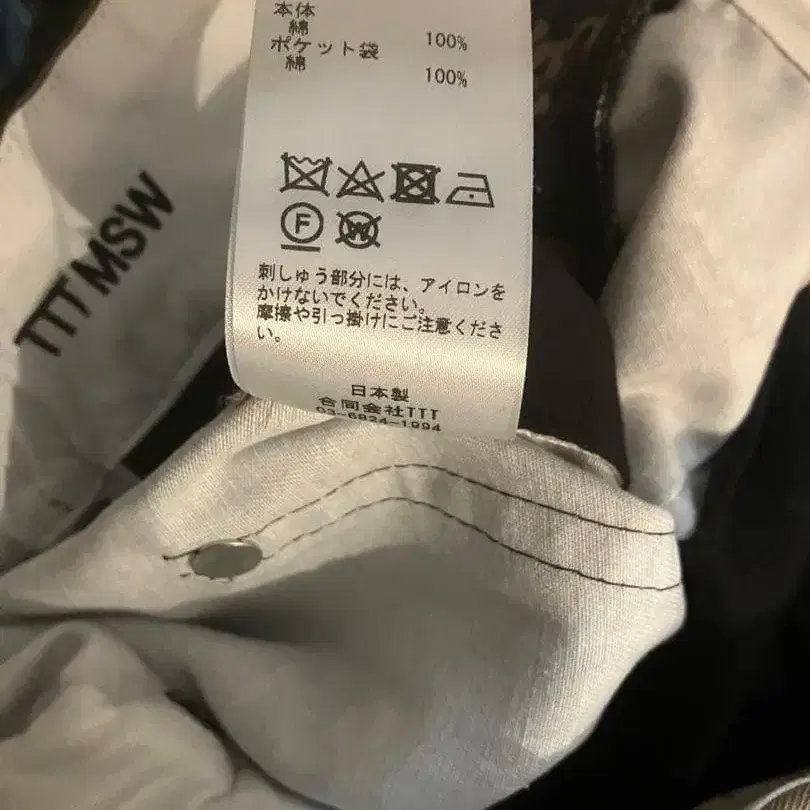 本体
綿 100%
ポケット袋
綿 100%
F
W
刺しゅう部分には、アイロンを
かけないでください。
摩擦や引っ掛けにご注意くださ
い。
日本製
合同会社TTT
03-6824-1994
TTT MSW